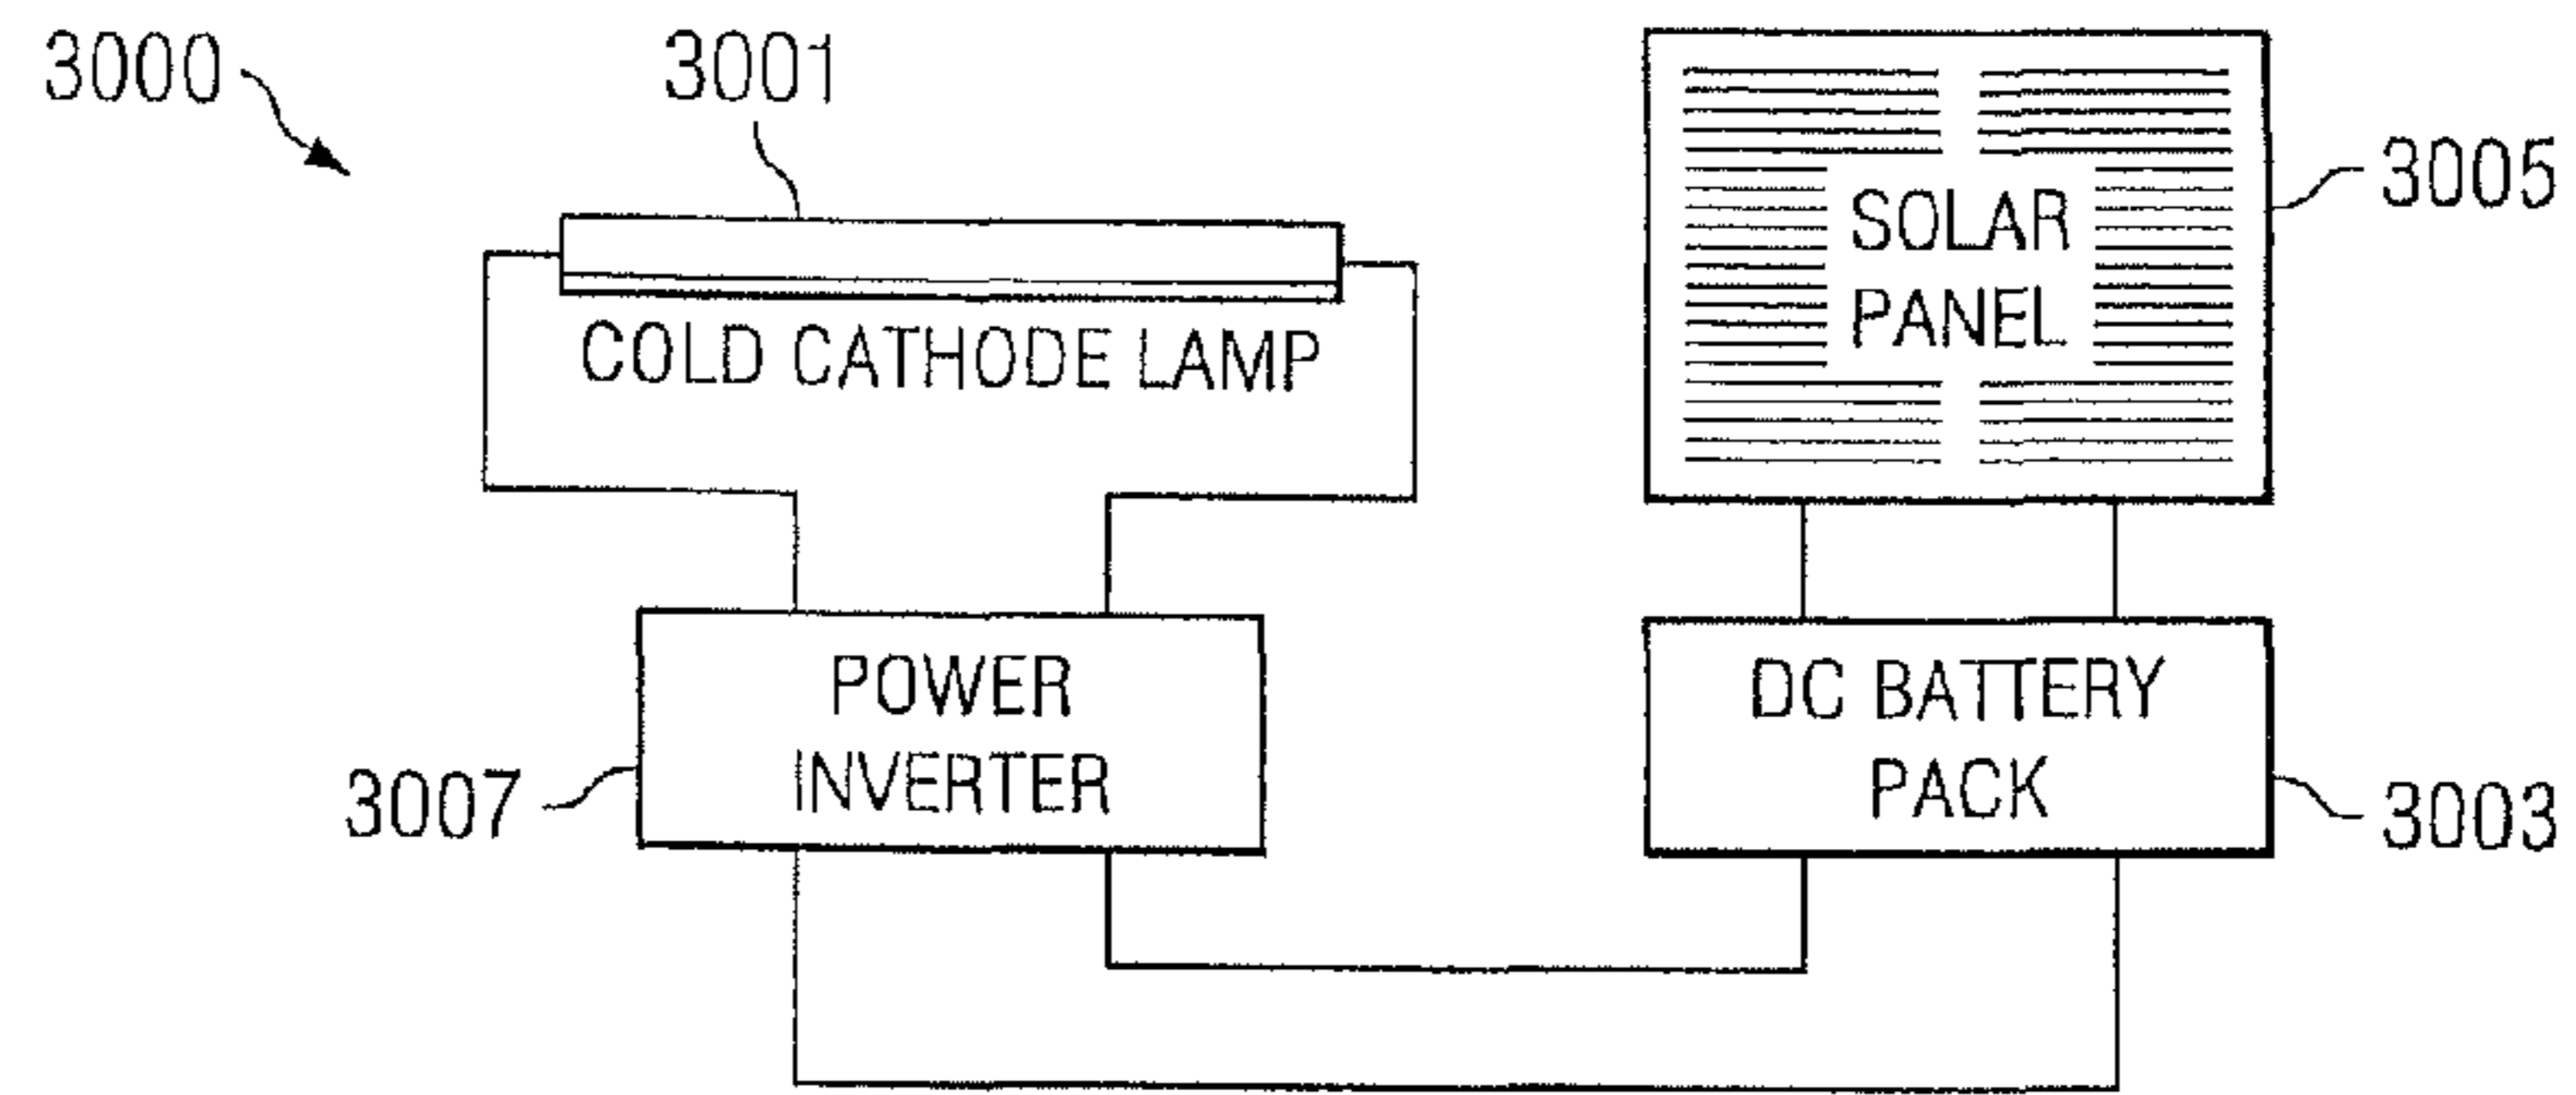 3000
3001
COLD CATHODE LAMP
SOLAR
PANEL
3005
POWER
INVERTER
3007
DC BATTERY
PACK
3003